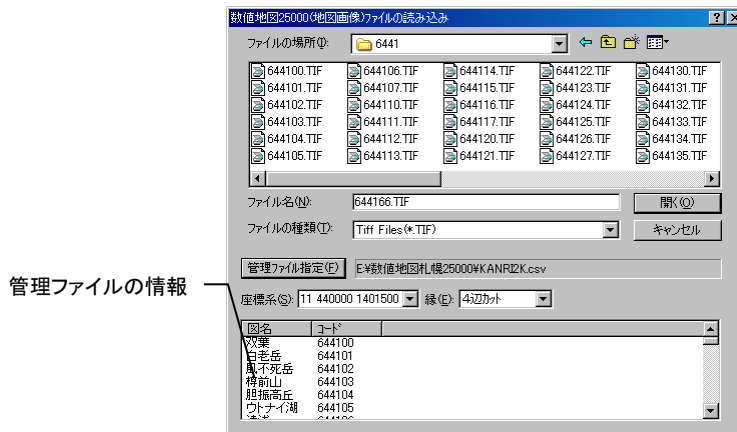 数値地図25000(地図画像)ファイルの読み込み
ファイルの場所(I):
6441
644100.TIF 644106.TIF 644114.TIF 644122.TIF 644130.TIF
644101.TIF 644107.TIF 644115.TIF 644123.TIF 644131.TIF
644102.TIF 644110.TIF 644116.TIF 644124.TIF 644132.TIF
644103.TIF 644111.TIF 644117.TIF 644125.TIF 644133.TIF
644104.TIF 644112.TIF 644120.TIF 644126.TIF 644134.TIF
644105.TIF 644113.TIF 644121.TIF 644127.TIF 644135.TIF
ファイル名(N): 644166.TIF 開く(O)
ファイルの種類(T): Tiff Files(*.TIF) キャンセル
管理ファイル指定(F) E:¥数値地図札幌25000¥KANRI2K.csv
管理ファイルの情報
座標系(S): 11 440000 1401500 縁(E): 4辺カット
図名 コード
双葉 644100
白老岳 644101
風不死岳 644102
樽前山 644103
胆振高丘 644104
ウトナイ湖 644105